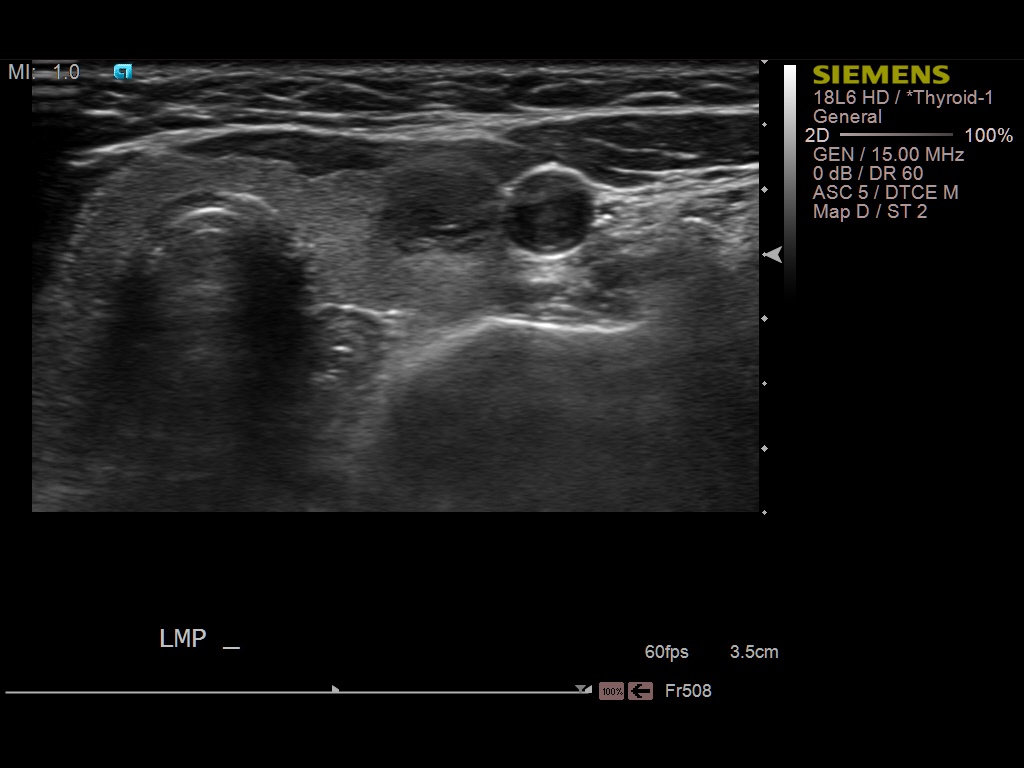 MI: 1.0
SIEMENS
18L6 HD / *Thyroid-1
General
2D 100%
GEN / 15.00 MHz
0 dB / DR 60
ASC 5 / DTCE M
Map D / ST 2
LMP _
60fps 3.5cm
100% Fr508